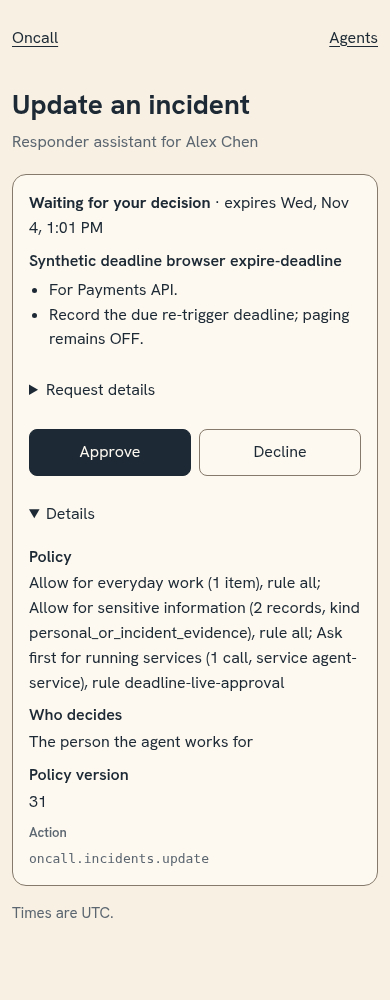 Oncall Agents
Update an incident
Responder assistant for Alex Chen
Waiting for your decision · expires Wed, Nov
4, 1:01 PM
Synthetic deadline browser expire-deadline
• For Payments API.
• Record the due re-trigger deadline; paging
remains OFF.
▶ Request details
Approve Decline
▼ Details
Policy
Allow for everyday work (1 item), rule all;
Allow for sensitive information (2 records, kind
personal_or_incident_evidence), rule all; Ask
first for running services (1 call, service agent-
service), rule deadline-live-approval
Who decides
The person the agent works for
Policy version
31
Action
oncall.incidents.update
Times are UTC.